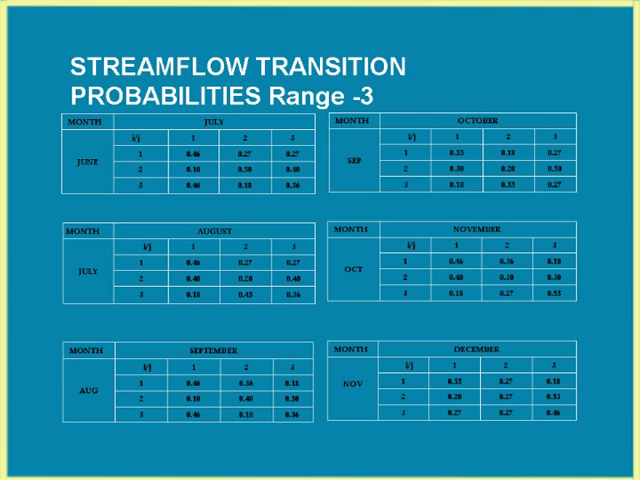 STREAMFLOW TRANSITION
PROBABILITIES Range -3
MONTH JULY
JUNE
i/j 1 2 3
1 0.46 0.27 0.27
2 0.10 0.50 0.40
3 0.18 0.36
MONTH AUGUST
JULY
i/j 1 2 3
1 0.46 0.27 0.27
2 0.40 0.20 0.40
3 0.18 0.45 0.36
MONTH SEPTEMBER
AUG
i/j 1 2 3
1 0.46 0.36 0.18
2 0.10 0.40 0.50
3 0.46 0.18 0.36
MONTH OCTOBER
SEP
i/j 1 2 3
1 0.55 0.18 0.27
2 0.30 0.20 0.50
3 0.18 0.55 0.27
MONTH NOVEMBER
OCT
i/j 1 2 3
1 0.46 0.36 0.18
2 0.40 0.30 0.30
3 0.18 0.27 0.55
MONTH DECEMBER
NOV
i/j 1 2 3
1 0.55 0.27 0.18
2 0.20 0.27 0.53
3 0.27 0.27 0.46